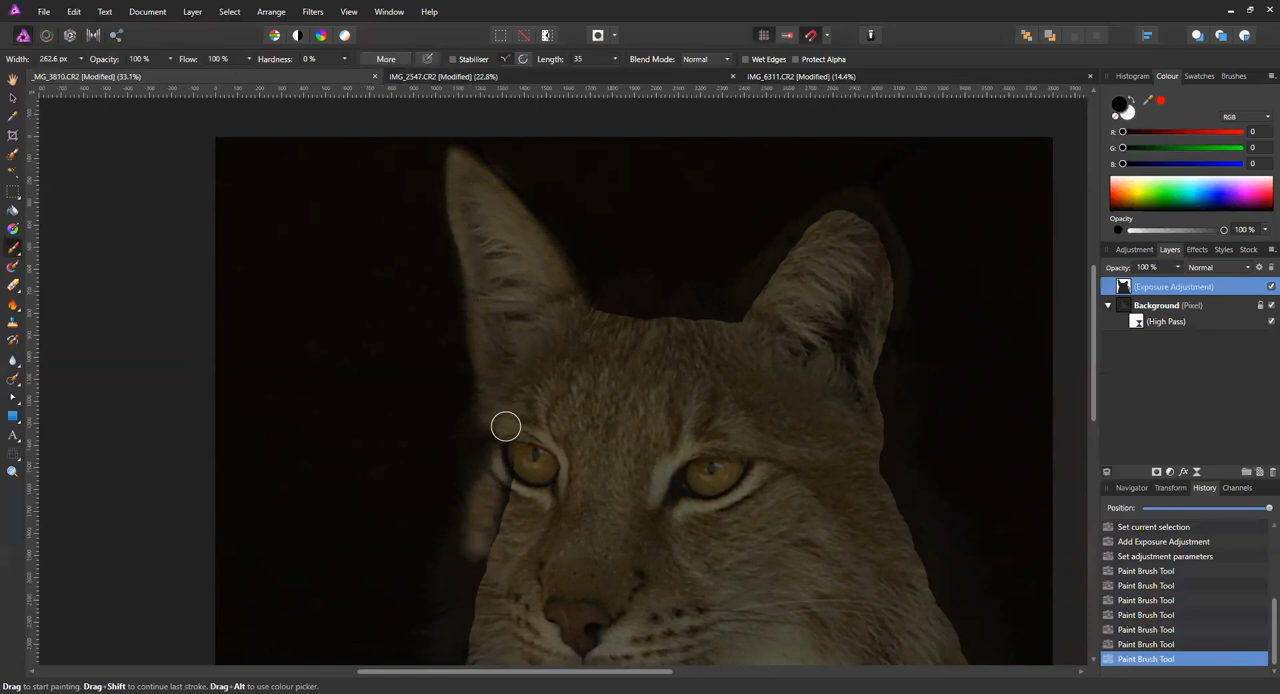 File Edit Text Document Layer Select Arrange Filters View Window Help
Width: 262.6 px Opacity: 100 % Flow: 100 % Hardness: 0 % More Stabiliser Length: 35 Blend Mode: Normal Wet Edges Protect Alpha
_MG_3810.CR2 [Modified] (33.1%) IMG_2547.CR2 [Modified] (22.8%) IMG_6311.CR2 [Modified] (14.4%)
Histogram Colour Swatches Brushes
RGB
R: 0
G: 0
B: 0
Opacity
100 %
Adjustment Layers Effects Styles Stock
Opacity: 100 % Normal
(Exposure Adjustment)
Background (Pixel)
(High Pass)
Navigator Transform History Channels
Position:
Set current selection
Add Exposure Adjustment
Set adjustment parameters
Paint Brush Tool
Paint Brush Tool
Paint Brush Tool
Paint Brush Tool
Paint Brush Tool
Paint Brush Tool
Paint Brush Tool
Drag to start painting. Drag+Shift to continue last stroke. Drag+Alt to use colour picker.